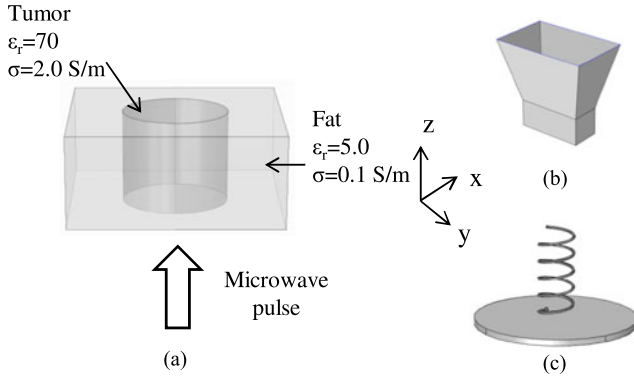 Tumor
εr=70
σ=2.0 S/m
Fat
εr=5.0
σ=0.1 S/m
z
x
y
(b)
Microwave
pulse
(a)
(c)